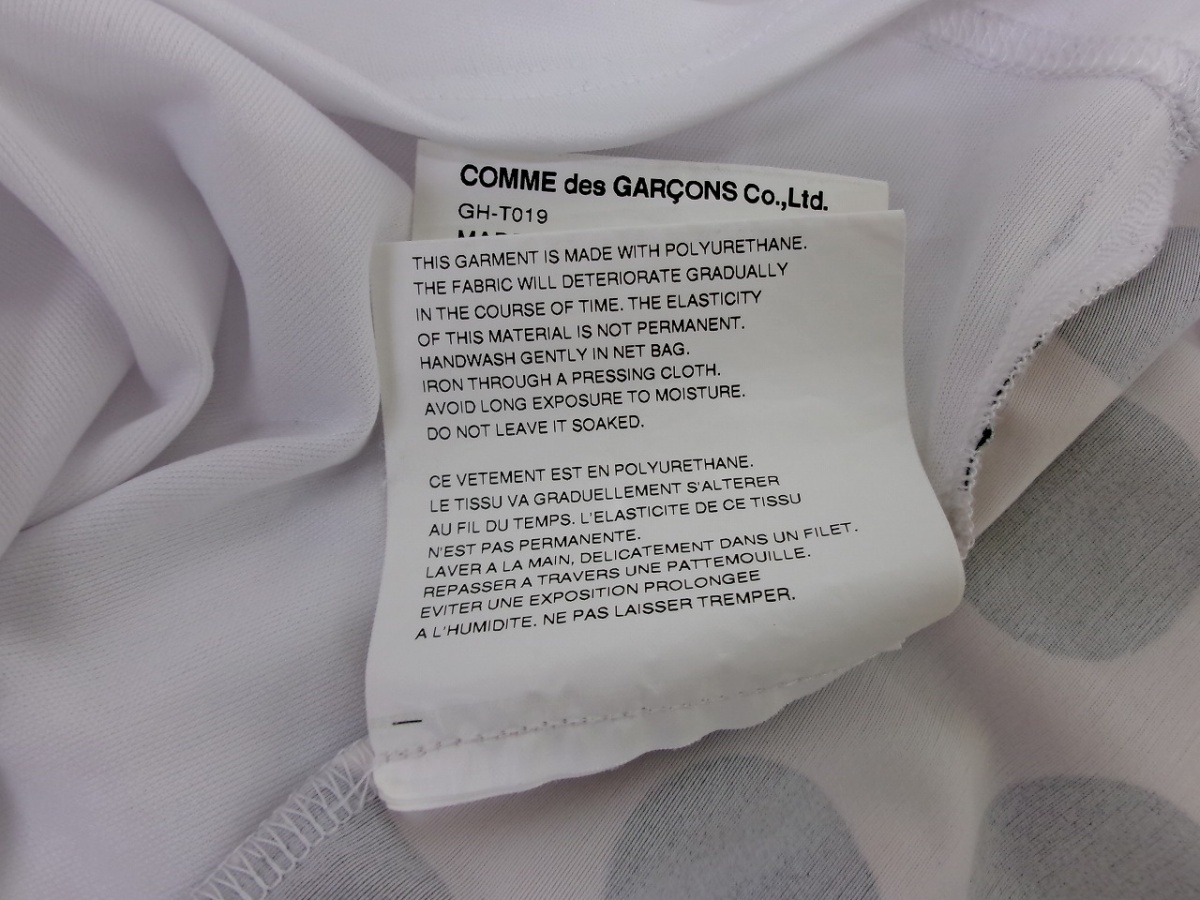 COMME des GARÇONS Co.,Ltd.
GH-T019
THIS GARMENT IS MADE WITH POLYURETHANE.
THE FABRIC WILL DETERIORATE GRADUALLY
IN THE COURSE OF TIME. THE ELASTICITY
OF THIS MATERIAL IS NOT PERMANENT.
HANDWASH GENTLY IN NET BAG.
IRON THROUGH A PRESSING CLOTH.
AVOID LONG EXPOSURE TO MOISTURE.
DO NOT LEAVE IT SOAKED.
CE VETEMENT EST EN POLYURETHANE.
LE TISSU VA GRADUELLEMENT S'ALTERER
AU FIL DU TEMPS. L'ELASTICITE DE CE TISSU
N'EST PAS PERMANENTE.
LAVER A LA MAIN, DELICATEMENT DANS UN FILET.
REPASSER A TRAVERS UNE PATTEMOUILLE.
EVITER UNE EXPOSITION PROLONGEE
A L'HUMIDITE. NE PAS LAISSER TREMPER.